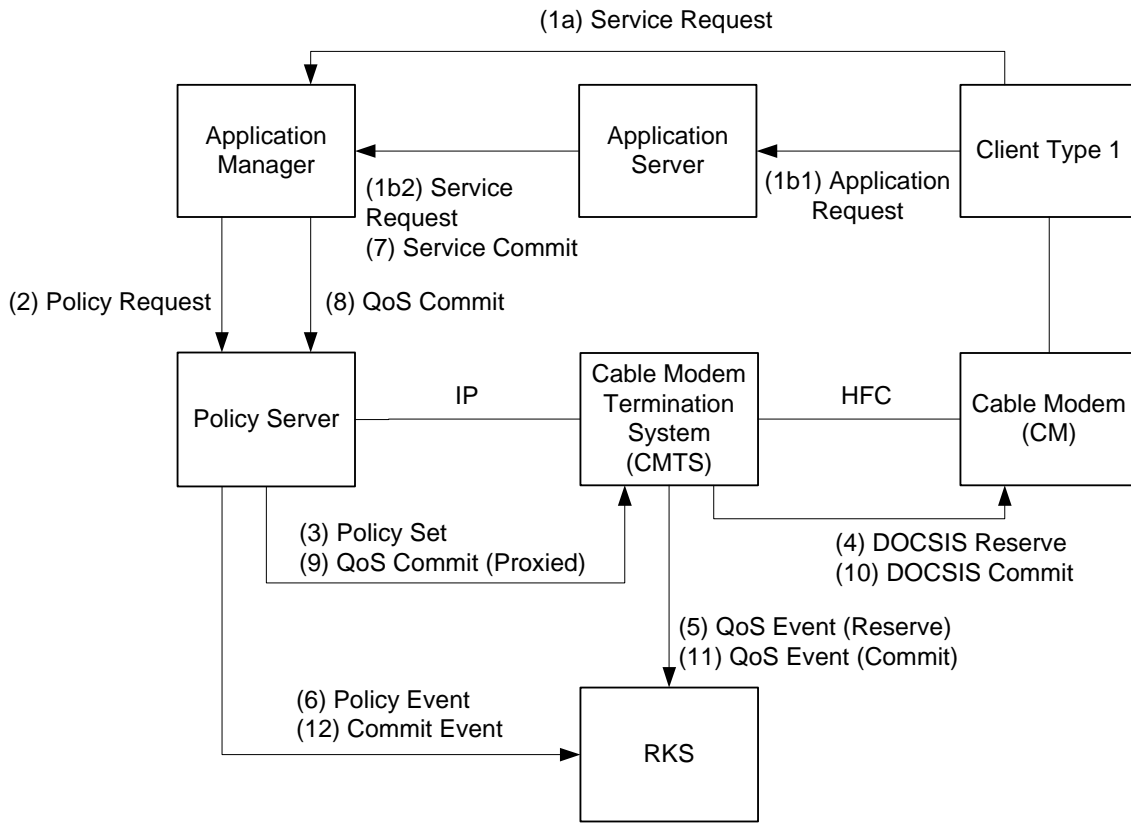 (1a) Service Request
Application
Manager
Application
Server
Client Type 1
(1b2) Service
Request
(7) Service Commit
(1b1) Application
Request
(2) Policy Request
(8) QoS Commit
Policy Server
IP
Cable Modem
Termination
System
(CMTS)
HFC
Cable Modem
(CM)
(3) Policy Set
(9) QoS Commit (Proxied)
(4) DOCSIS Reserve
(10) DOCSIS Commit
(5) QoS Event (Reserve)
(11) QoS Event (Commit)
(6) Policy Event
(12) Commit Event
RKS